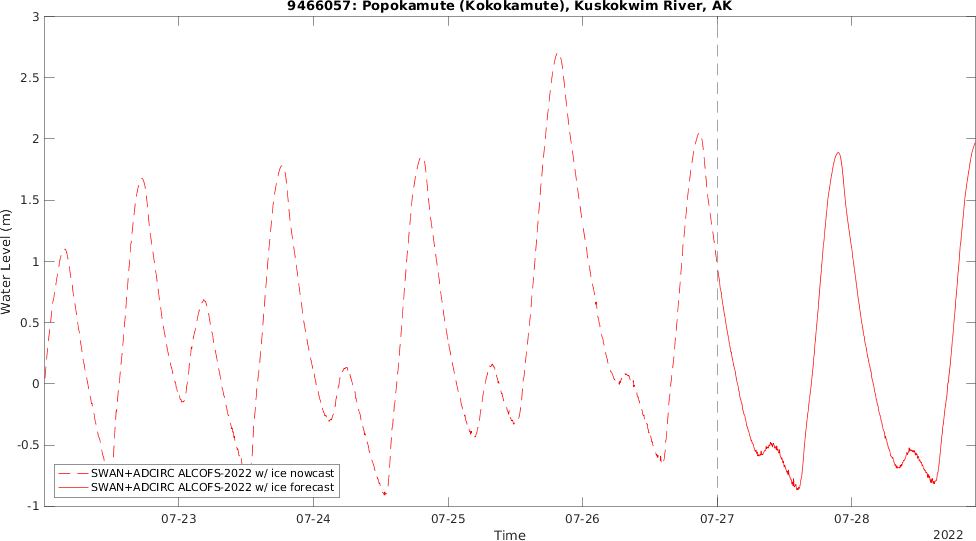 9466057: Popokamute (Kokokamute), Kuskokwim River, AK
3
2.5
2
1.5
1
0.5
0
-0.5
-1
Water Level (m)
SWAN+ADCIRC ALCOFS-2022 w/ ice nowcast
SWAN+ADCIRC ALCOFS-2022 w/ ice forecast
07-23 07-24 07-25 07-26 07-27 07-28
Time
2022